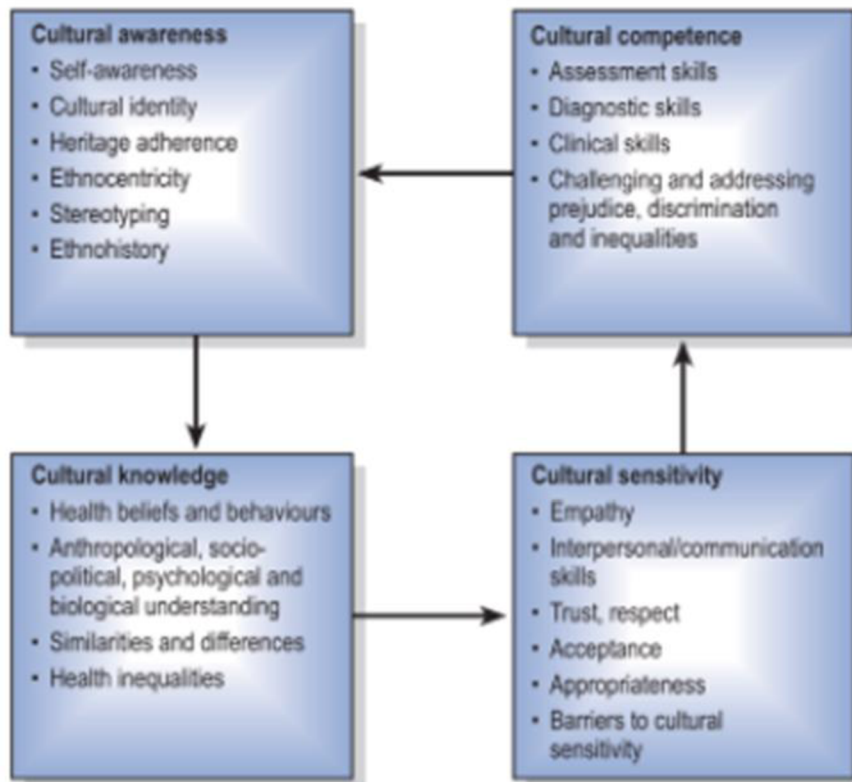 Cultural awareness
• Self-awareness
• Cultural identity
• Heritage adherence
• Ethnocentricity
• Stereotyping
• Ethnohistory
Cultural competence
• Assessment skills
• Diagnostic skills
• Clinical skills
• Challenging and addressing
prejudice, discrimination
and inequalities
Cultural knowledge
• Health beliefs and behaviours
• Anthropological, socio-
political, psychological and
biological understanding
• Similarities and differences
• Health inequalities
Cultural sensitivity
• Empathy
• Interpersonal/communication
skills
• Trust, respect
• Acceptance
• Appropriateness
• Barriers to cultural
sensitivity